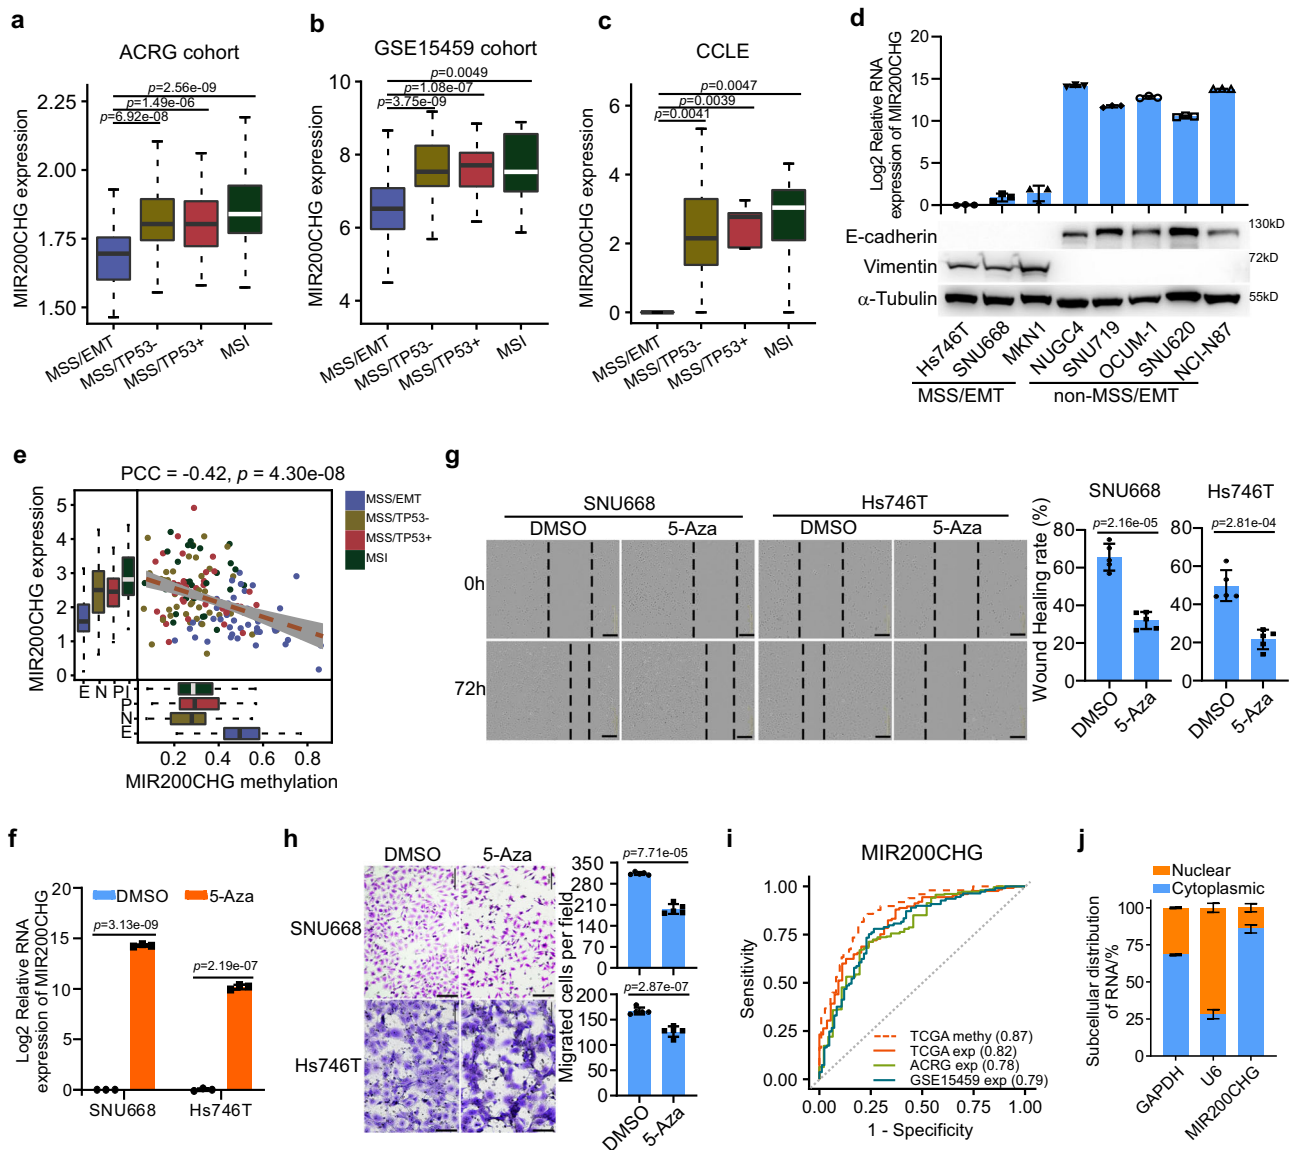 a
ACRG cohort
MIR200CHG expression
2.25
2.00
1.75
1.50
p=2.56e-09
p=1.49e-06
p=6.92e-08
MSS/EMT
MSS/TP53-
MSS/TP53+
MSI
b
GSE15459 cohort
MIR200CHG expression
10
8
6
4
p=0.0049
p=1.08e-07
p=3.75e-09
MSS/EMT
MSS/TP53-
MSS/TP53+
MSI
c
CCLE
MIR200CHG expression
6
4
2
0
p=0.0047
p=0.0039
p=0.0041
MSS/EMT
MSS/TP53-
MSS/TP53+
MSI
d
Log2 Relative RNA
expression of MIR200CHG
20
15
10
5
0
E-cadherin
130kD
Vimentin
72kD
α-Tubulin
55kD
Hs746T
SNU668
MKN1
NUGC4
SNU719
OCUM-1
SNU620
NCI-N87
MSS/EMT
non-MSS/EMT
e
PCC = -0.42, p = 4.30e-08
MIR200CHG expression
5
4
3
2
1
0
MSS/EMT
MSS/TP53-
MSS/TP53+
MSI
E N P I
P
N
E
0.2 0.4 0.6 0.8
MIR200CHG methylation
g
SNU668
Hs746T
DMSO
5-Aza
DMSO
5-Aza
0h
72h
Wound Healing rate (%)
SNU668
80
60
40
20
0
p=2.16e-05
DMSO
5-Aza
Hs746T
80
60
40
20
0
p=2.81e-04
DMSO
5-Aza
f
Log2 Relative RNA
expression of MIR200CHG
20
15
10
5
0
DMSO
5-Aza
p=3.13e-09
p=2.19e-07
SNU668
Hs746T
h
DMSO
5-Aza
SNU668
Hs746T
Migrated cells per field
350
280
210
140
70
0
p=7.71e-05
200
150
100
50
0
p=2.87e-07
DMSO
5-Aza
i
MIR200CHG
Sensitivity
1.00
0.75
0.50
0.25
0.00
TCGA methy (0.87)
TCGA exp (0.82)
ACRG exp (0.78)
GSE15459 exp (0.79)
0.00 0.25 0.50 0.75 1.00
1 - Specificity
j
Nuclear
Cytoplasmic
Subcellular distribution
of RNA/%
100
75
50
25
0
GAPDH
U6
MIR200CHG